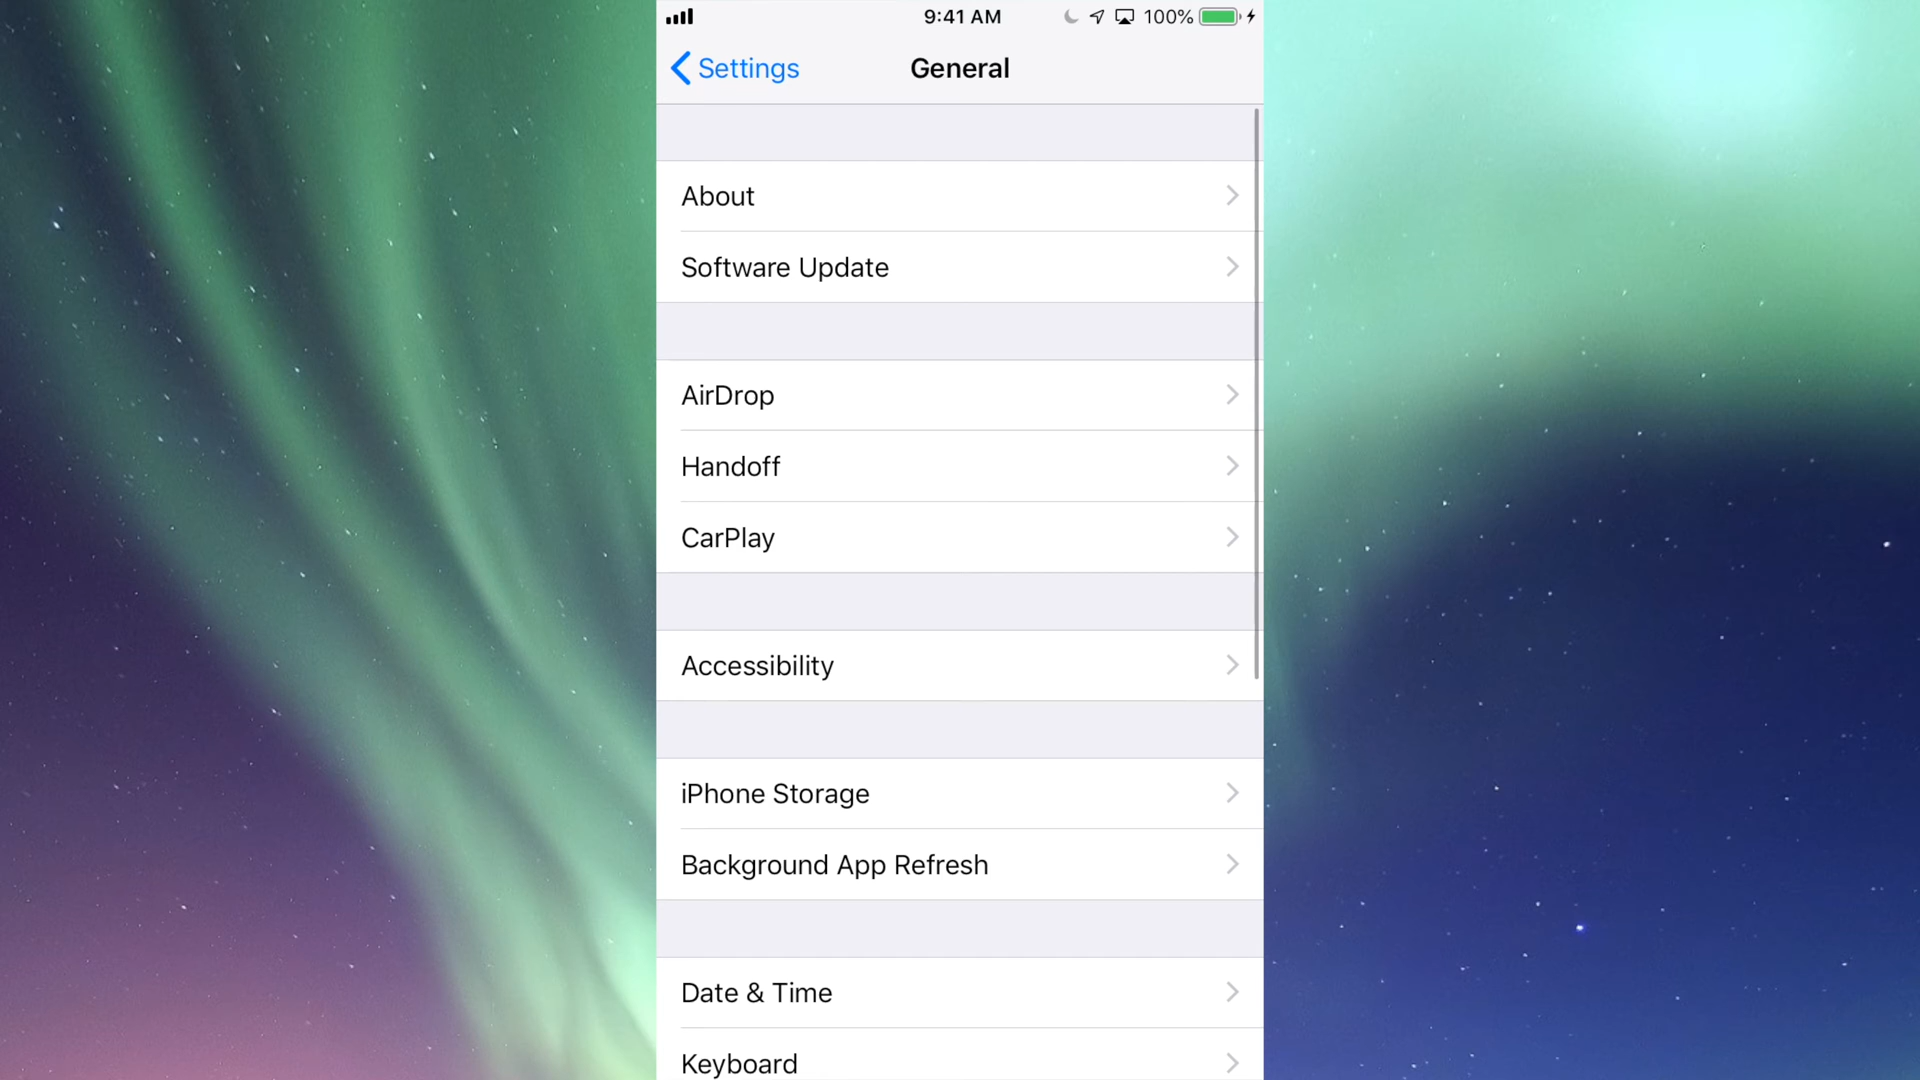 9:41 AM 100%
Settings General
About
Software Update
AirDrop
Handoff
CarPlay
Accessibility
iPhone Storage
Background App Refresh
Date & Time
Keyboard